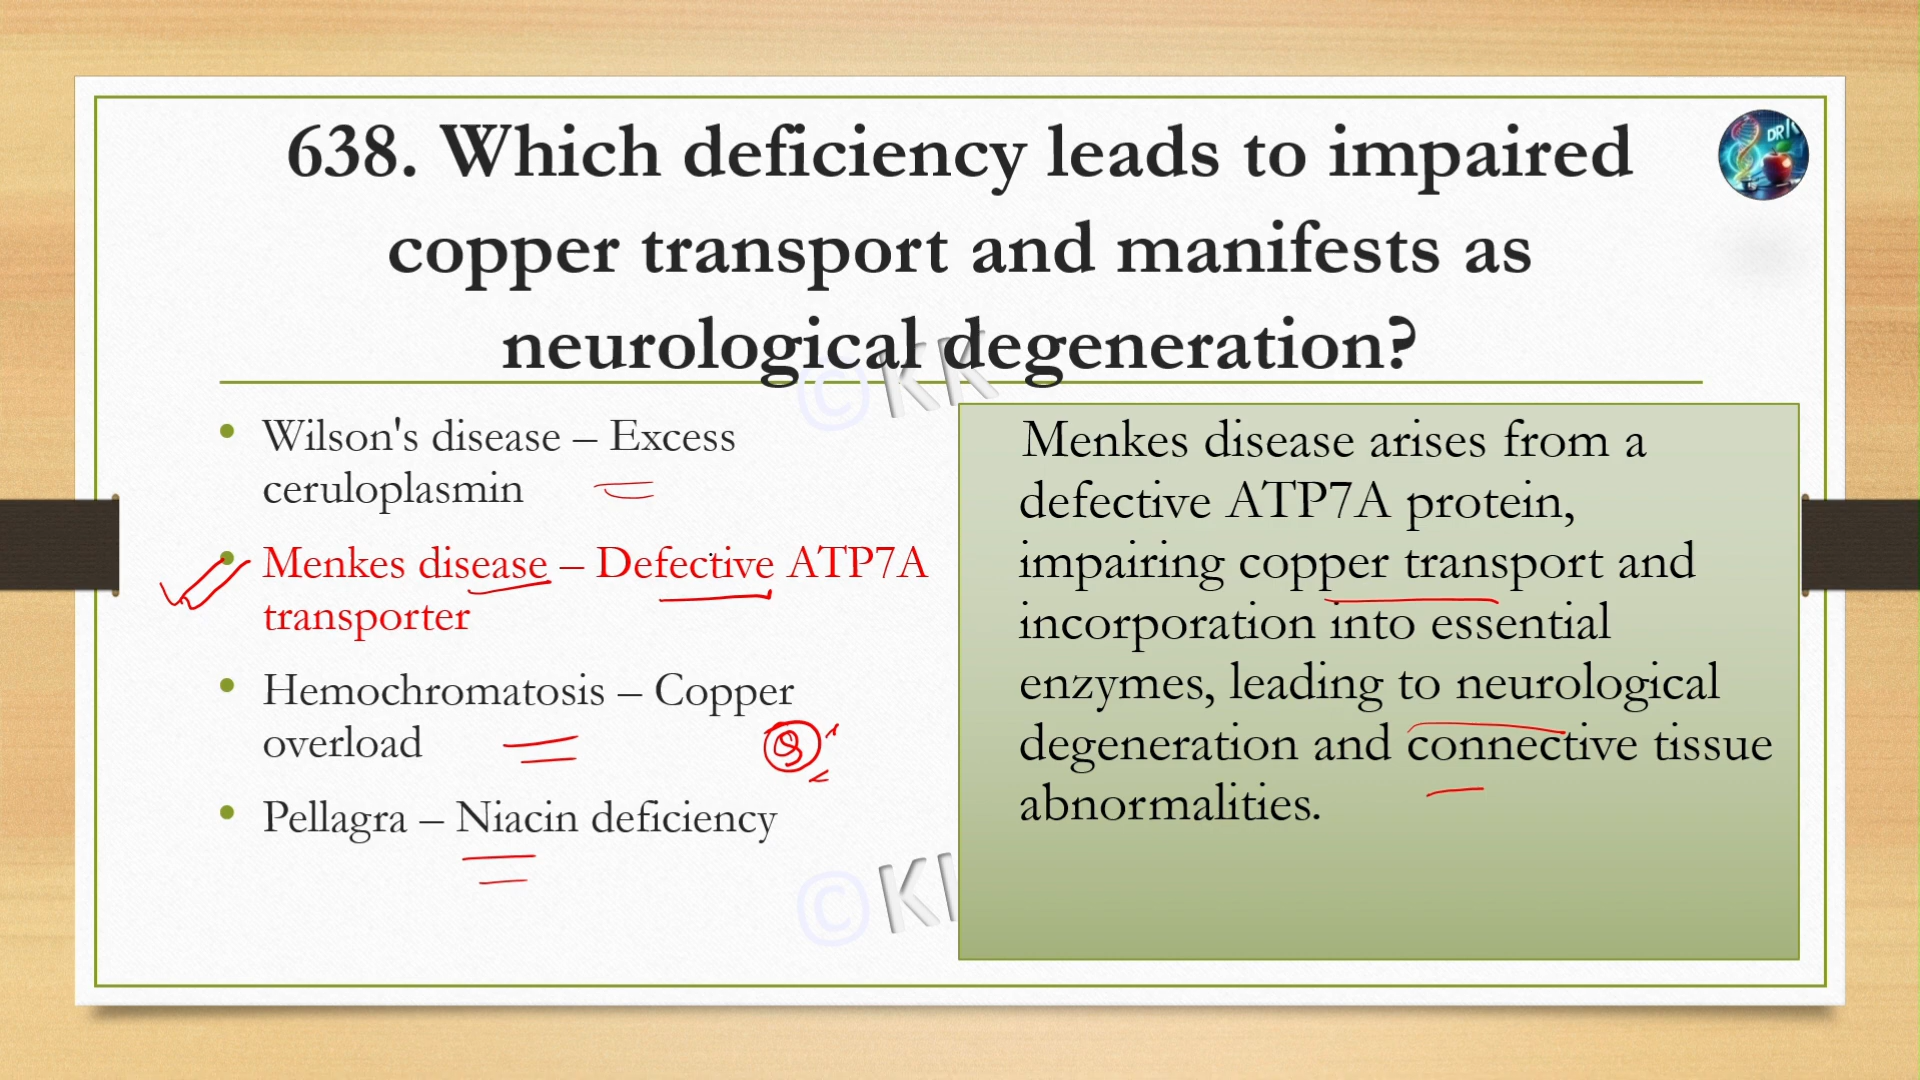 638. Which deficiency leads to impaired
copper transport and manifests as
neurological degeneration?
DR
©KK
• Wilson's disease – Excess
ceruloplasmin
• Menkes disease – Defective ATP7A
transporter
• Hemochromatosis – Copper
overload
• Pellagra – Niacin deficiency
Menkes disease arises from a
defective ATP7A protein,
impairing copper transport and
incorporation into essential
enzymes, leading to neurological
degeneration and connective tissue
abnormalities.